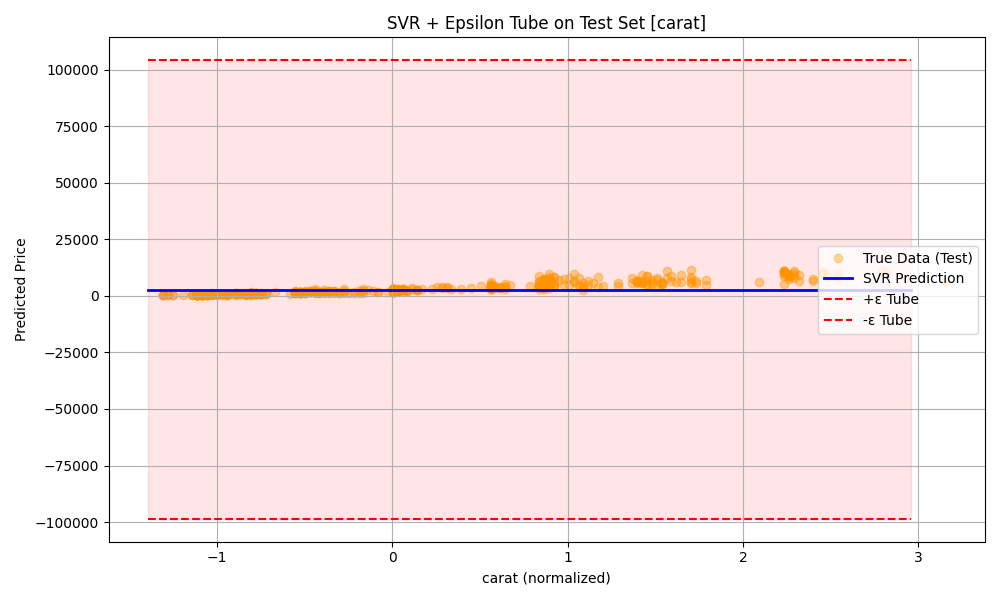 SVR + Epsilon Tube on Test Set [carat]
Predicted Price
100000
75000
50000
25000
0
−25000
−50000
−75000
−100000
True Data (Test)
SVR Prediction
+ε Tube
-ε Tube
−1
0
1
2
3
carat (normalized)